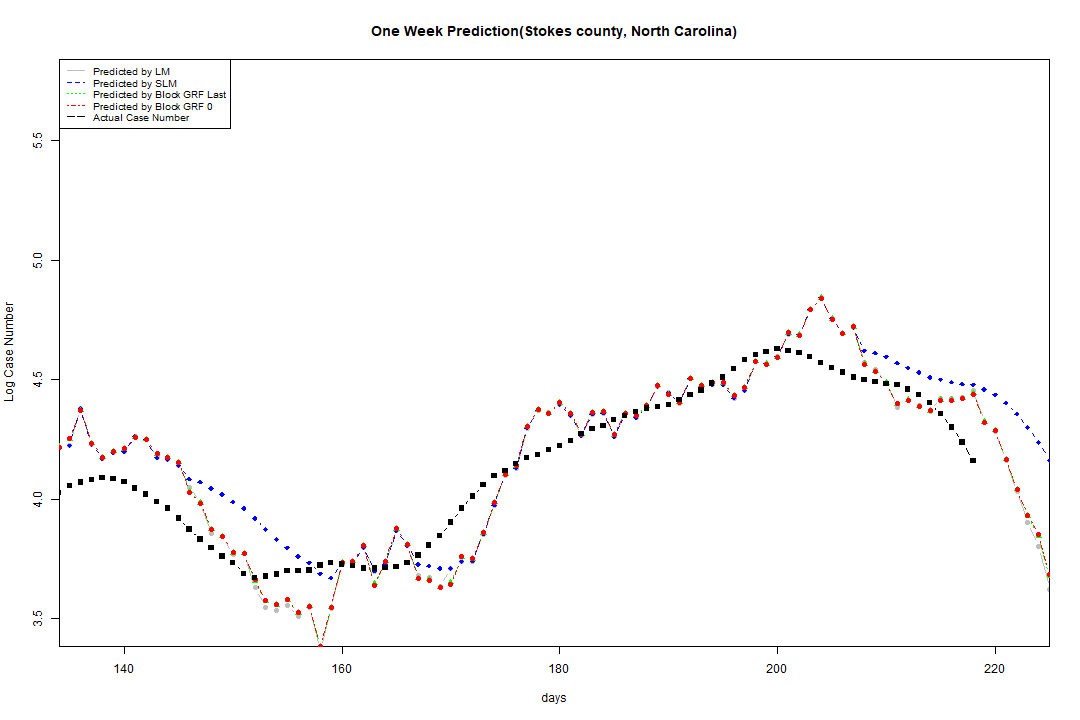 One Week Prediction(Stokes county, North Carolina)
Predicted by LM
Predicted by SLM
Predicted by Block GRF Last
Predicted by Block GRF 0
Actual Case Number
5.5
5.0
4.5
4.0
3.5
Log Case Number
140 160 180 200 220
days